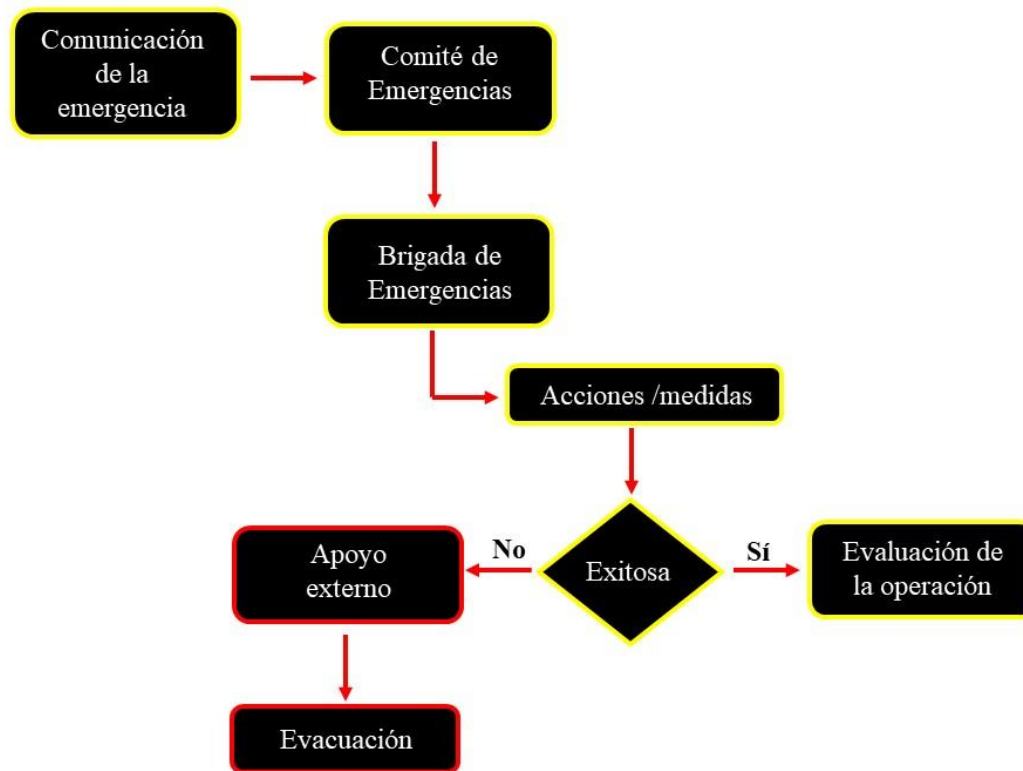 Comunicación
de la
emergencia
Comité de
Emergencias
Brigada de
Emergencias
Acciones /medidas
Exitosa
No
Sí
Apoyo
externo
Evaluación de
la operación
Evacuación